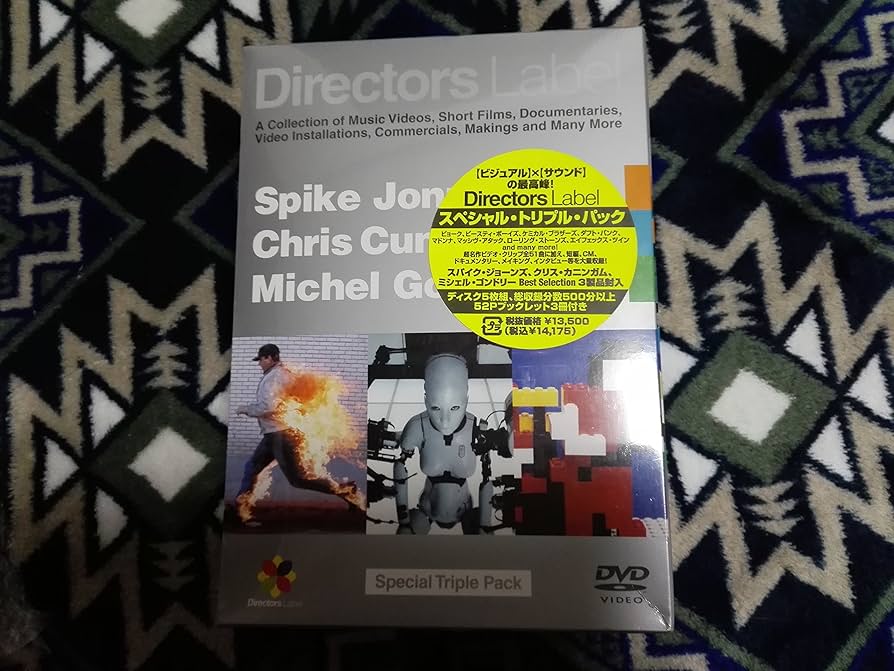 Directors Label
A Collection of Music Videos, Short Films, Documentaries,
Video Installations, Commercials, Makings and Many More
Spike Jon
Chris Cu
Michel Go
【ビジュアル】×【サウンド】
の最高峰!
Directors Label
スペシャル・トリプル・パック
ビョーク、ビースティ・ボーイズ、ケミカル・ブラザーズ、ダフト・パンク、
マドンナ、マッシヴ・アタック、ローリング・ストーンズ、エイフェックス・ツイン
and many more!
超名作ビデオ・クリップ全51曲に加え、短編、CM、
ドキュメンタリー、メイキング、インタビュー等を大量収録!
スパイク・ジョーンズ、クリス・カニンガム、
ミシェル・ゴンドリー Best Selection 3製品封入
ディスク5枚組、総収録分数500分以上
52Pブックレット3冊付き
税抜価格 ¥13,500
(税込¥14,175)
Directors Label
Special Triple Pack
DVD
VIDEO